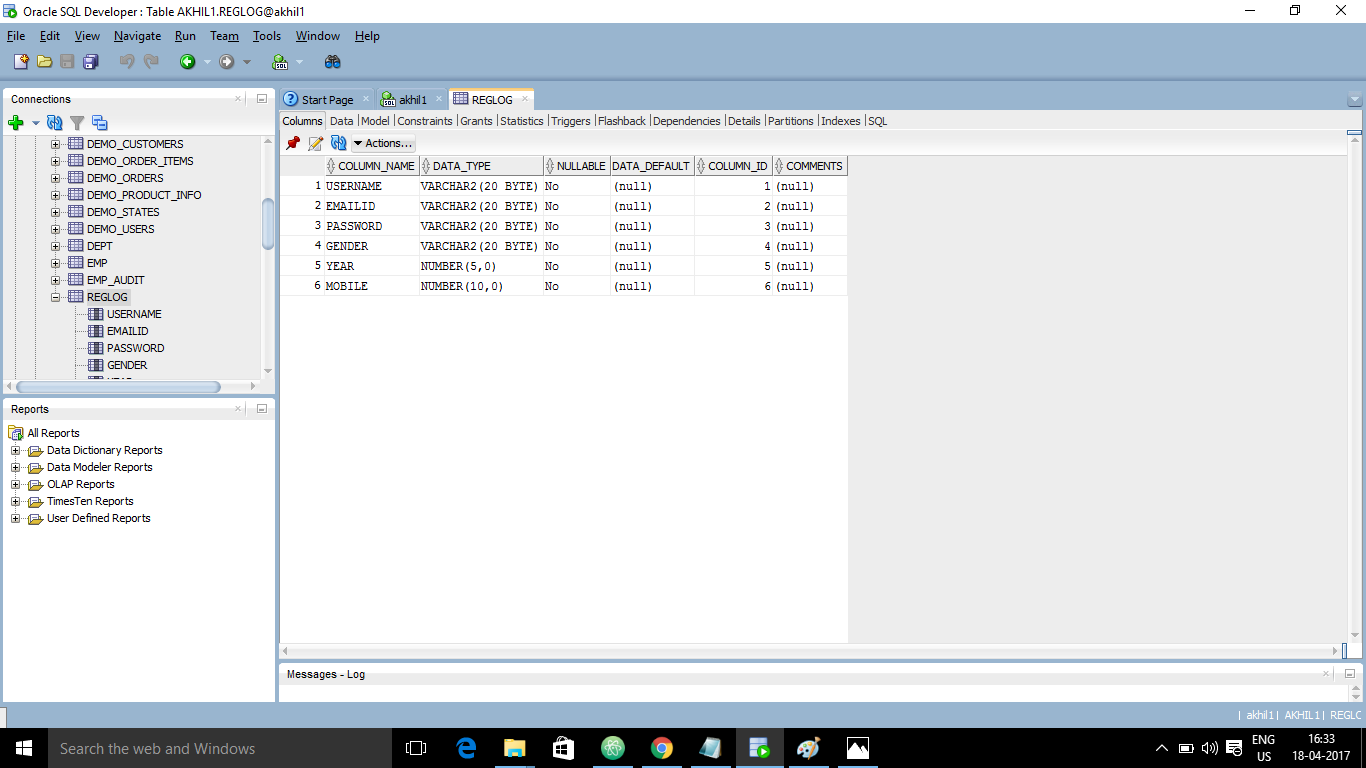 Oracle SQL Developer : Table AKHIL1.REGLOG@akhil1
File Edit View Navigate Run Team Tools Window Help
Connections
Start Page akhil1 REGLOG
Columns Data Model Constraints Grants Statistics Triggers Flashback Dependencies Details Partitions Indexes SQL
Actions...
DEMO_CUSTOMERS
DEMO_ORDER_ITEMS
DEMO_ORDERS
DEMO_PRODUCT_INFO
DEMO_STATES
DEMO_USERS
DEPT
EMP
EMP_AUDIT
REGLOG
USERNAME
EMAILID
PASSWORD
GENDER
COLUMN_NAME DATA_TYPE NULLABLE DATA_DEFAULT COLUMN_ID COMMENTS
1 USERNAME VARCHAR2(20 BYTE) No (null) 1 (null)
2 EMAILID VARCHAR2(20 BYTE) No (null) 2 (null)
3 PASSWORD VARCHAR2(20 BYTE) No (null) 3 (null)
4 GENDER VARCHAR2(20 BYTE) No (null) 4 (null)
5 YEAR NUMBER(5,0) No (null) 5 (null)
6 MOBILE NUMBER(10,0) No (null) 6 (null)
Reports
All Reports
Data Dictionary Reports
Data Modeler Reports
OLAP Reports
TimesTen Reports
User Defined Reports
Messages - Log
| akhil1 | AKHIL1 | REGLC
Search the web and Windows
ENG
US
16:33
18-04-2017